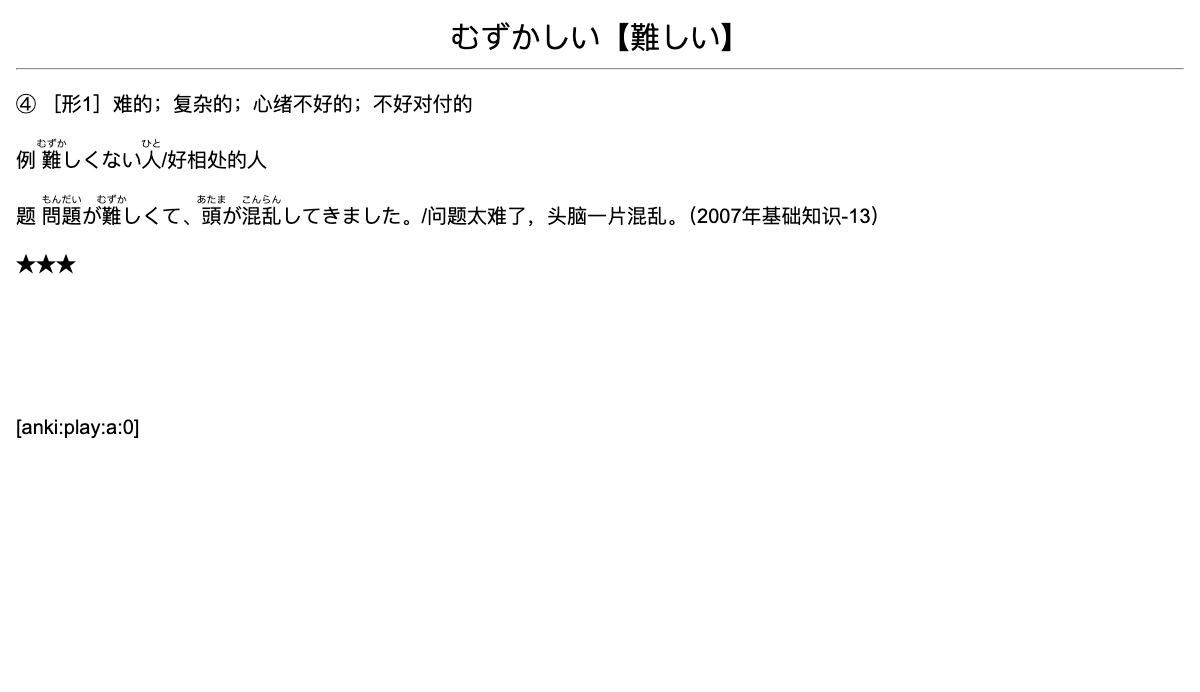 むずかしい【難しい】
④ ［形1］难的；复杂的；心绪不好的；不好对付的
むずか ひと
例 難しくない人/好相处的人
もんだい むずか あたま こんらん
题 問題が難しくて、頭が混乱してきました。/问题太难了，头脑一片混乱。（2007年基础知识-13）
★★★
[anki:play:a:0]